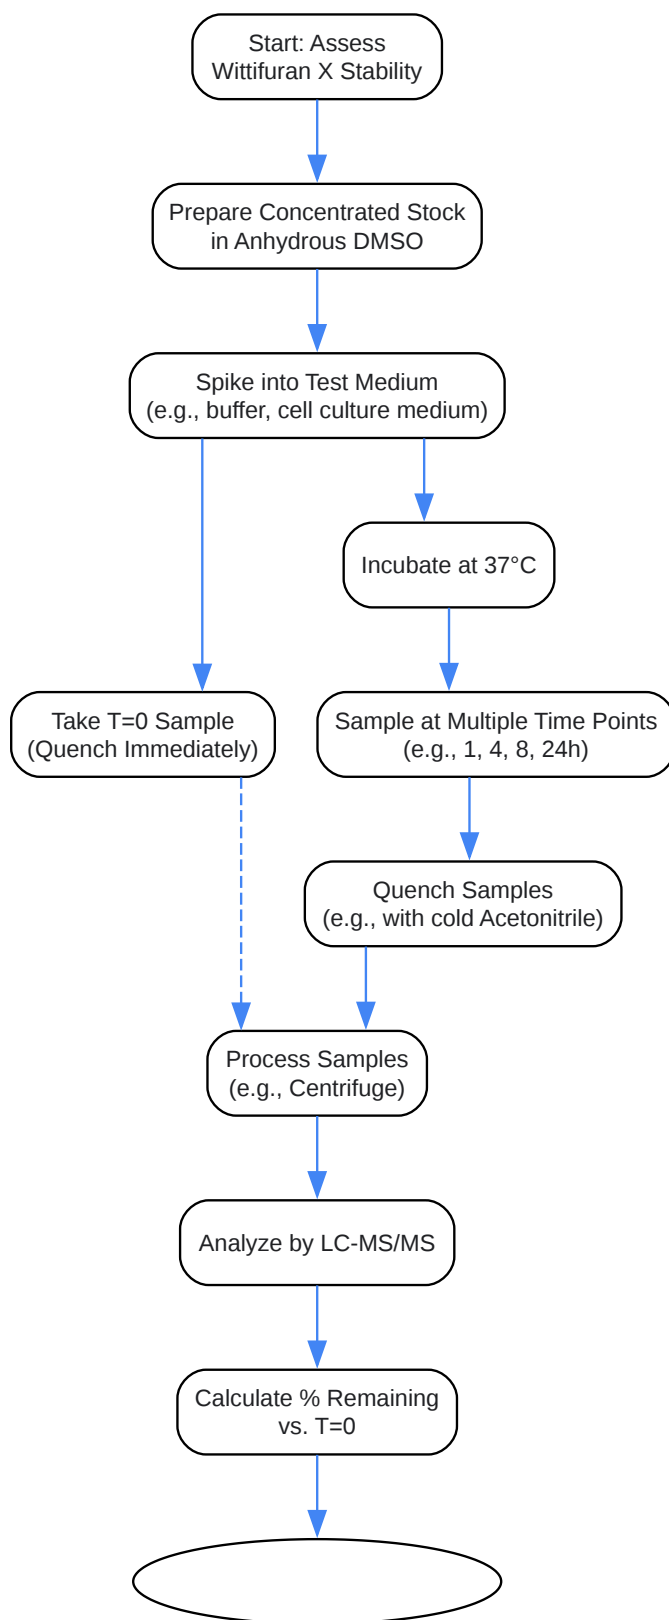 Start: Assess
Wittifuran X Stability
Prepare Concentrated Stock
in Anhydrous DMSO
Spike into Test Medium
(e.g., buffer, cell culture medium)
Incubate at 37°C
Take T=0 Sample
(Quench Immediately)
Sample at Multiple Time Points
(e.g., 1, 4, 8, 24h)
Quench Samples
(e.g., with cold Acetonitrile)
Process Samples
(e.g., Centrifuge)
Analyze by LC-MS/MS
Calculate % Remaining
vs. T=0